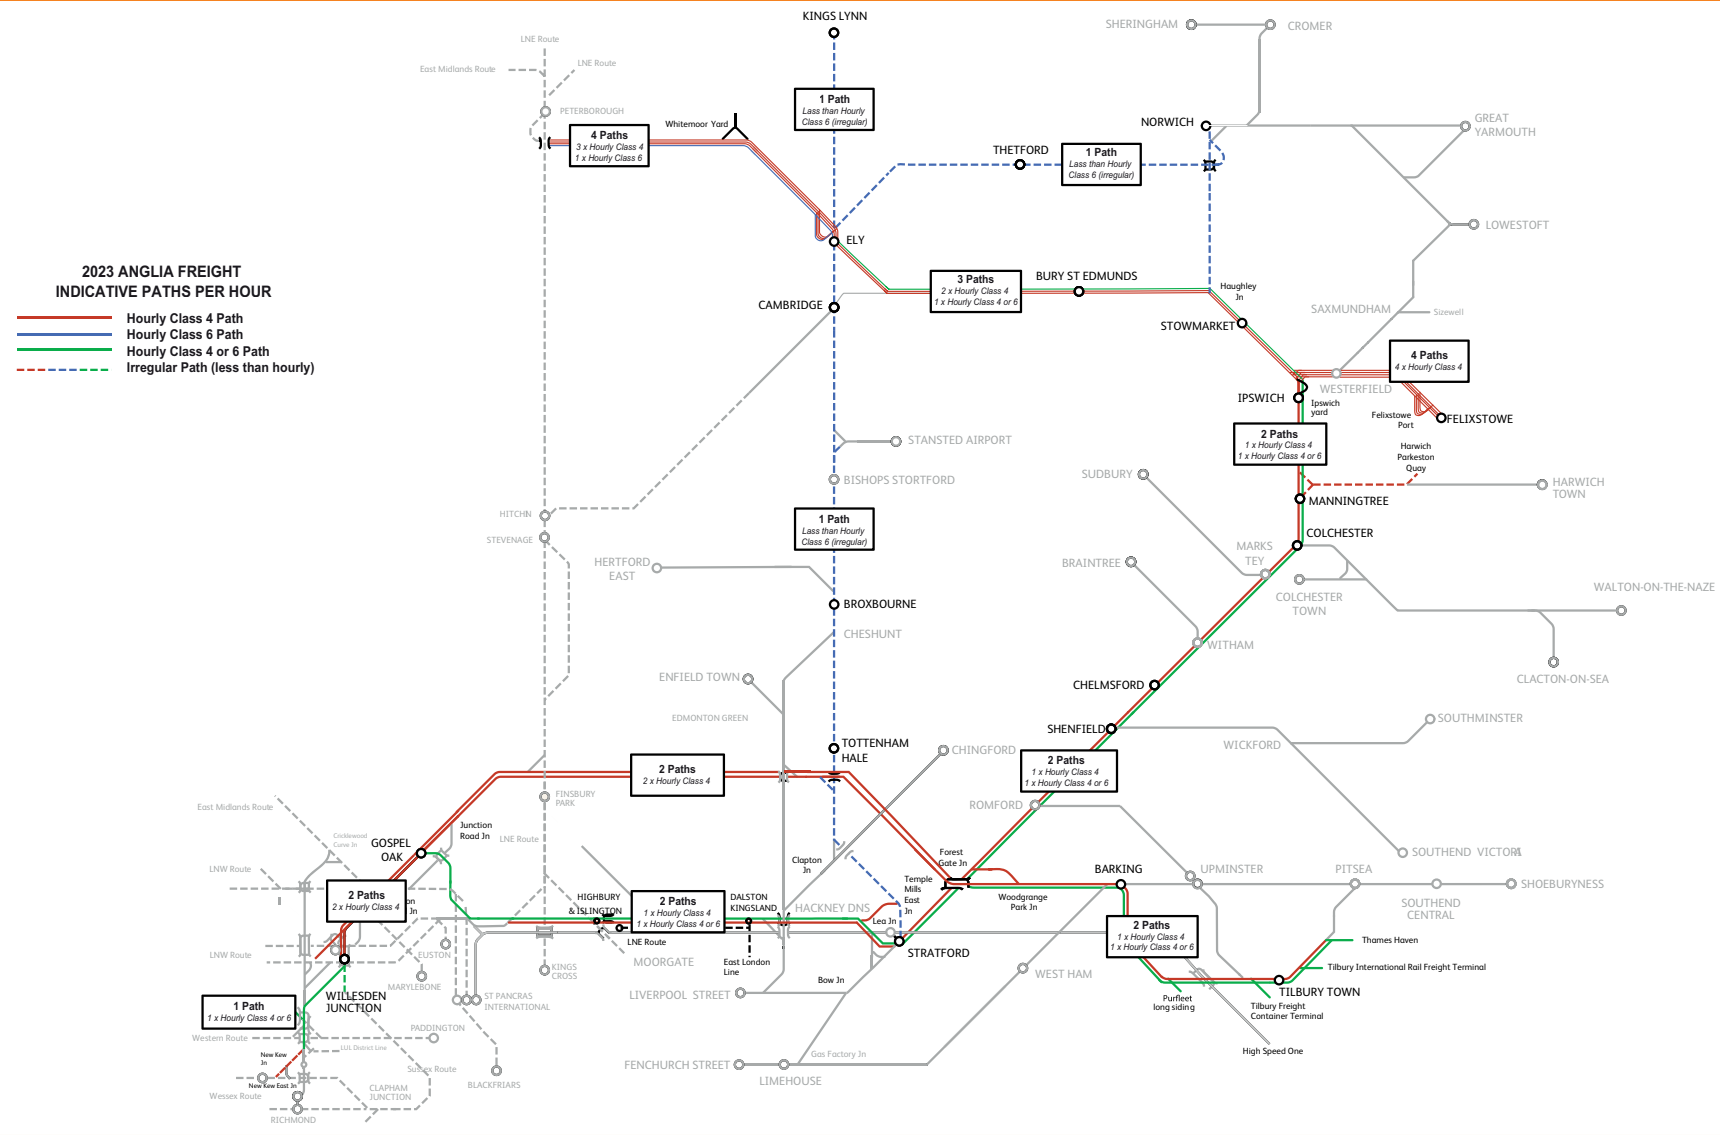 KINGS LYNN
SHERINGHAM
CROMER
LNE Route
East Midlands Route
LNE Route
PETERBOROUGH
1 Path
Less than Hourly
Class 6 (irregular)
Whitemoor Yard
4 Paths
3 x Hourly Class 4
1 x Hourly Class 6
NORWICH
GREAT
YARMOUTH
THETFORD
1 Path
Less than Hourly
Class 6 (irregular)
LOWESTOFT
ELY
2023 ANGLIA FREIGHT
INDICATIVE PATHS PER HOUR
Hourly Class 4 Path
Hourly Class 6 Path
Hourly Class 4 or 6 Path
Irregular Path (less than hourly)
3 Paths
2 x Hourly Class 4
1 x Hourly Class 4 or 6
BURY ST EDMUNDS
Haughley
Jn
CAMBRIDGE
STOWMARKET
SAXMUNDHAM
Sizewell
4 Paths
4 x Hourly Class 4
WESTERFIELD
IPSWICH
Ipswich
yard
Felixstowe
Port
FELIXSTOWE
2 Paths
1 x Hourly Class 4
1 x Hourly Class 4 or 6
Harwich
Parkeston
Quay
STANSTED AIRPORT
BISHOPS STORTFORD
SUDBURY
HARWICH
TOWN
MANNINGTREE
HITCHN
STEVENAGE
1 Path
Less than Hourly
Class 6 (irregular)
COLCHESTER
MARKS
TEY
HERTFORD
EAST
BRAINTREE
COLCHESTER
TOWN
WALTON-ON-THE-NAZE
BROXBOURNE
CHESHUNT
WITHAM
CLACTON-ON-SEA
ENFIELD TOWN
CHELMSFORD
EDMONTON GREEN
SHENFIELD
SOUTHMINSTER
WICKFORD
TOTTENHAM
HALE
CHINGFORD
2 Paths
2 x Hourly Class 4
2 Paths
1 x Hourly Class 4
1 x Hourly Class 4 or 6
FINSBURY
PARK
ROMFORD
East Midlands Route
Cricklewood
Curve Jn
Junction
Road Jn
LNE Route
GOSPEL
OAK
LNW Route
Clapton
Jn
Forest
Gate Jn
SOUTHEND VICTORIA
BARKING
UPMINSTER
PITSEA
SHOEBURYNESS
2 Paths
2 x Hourly Class 4
on
Jn
HIGHBURY
& ISLINGTON
2 Paths
1 x Hourly Class 4
1 x Hourly Class 4 or 6
DALSTON
KINGSLAND
HACKNEY DNS
Temple
Mills
East
Jn
Woodgrange
Park Jn
SOUTHEND
CENTRAL
Lea Jn
LNE Route
2 Paths
1 x Hourly Class 4
1 x Hourly Class 4 or 6
Thames Haven
LNW Route
EUSTON
MOORGATE
East London
Line
STRATFORD
KINGS
CROSS
WEST HAM
Tilbury International Rail Freight Terminal
MARYLEBONE
Bow Jn
WILLESDEN
JUNCTION
ST PANCRAS
INTERNATIONAL
LIVERPOOL STREET
TILBURY TOWN
Purfleet
long siding
Tilbury Freight
Container Terminal
1 Path
1 x Hourly Class 4 or 6
PADDINGTON
Western Route
LUL District Line
New Kew
Jn
High Speed One
Gas Factory Jn
FENCHURCH STREET
Sussex Route
LIMEHOUSE
New Kew East Jn
BLACKFRIARS
CLAPHAM
JUNCTION
Wessex Route
RICHMOND